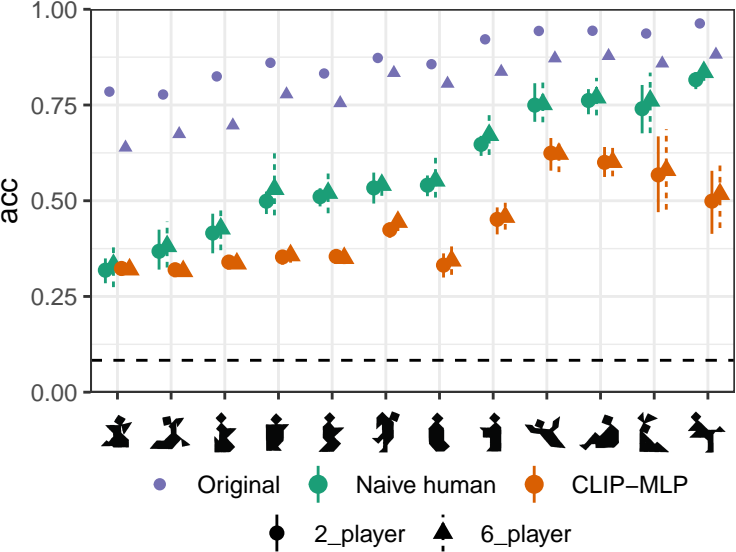 1.00
0.75
0.50
0.25
0.00
acc
Original
Naive human
CLIP−MLP
2_player
6_player